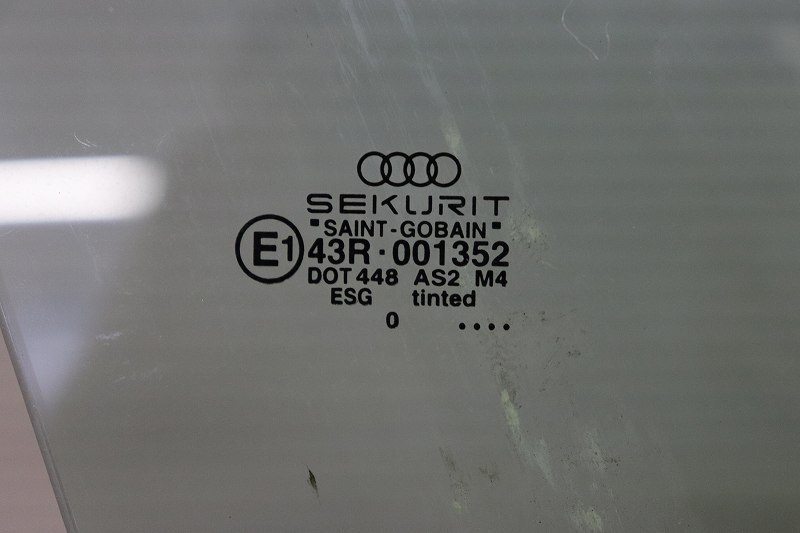 SEKURIT
"SAINT-GOBAIN"
E1 43R·001352
DOT 448 AS2 M4
ESG tinted
0 ....